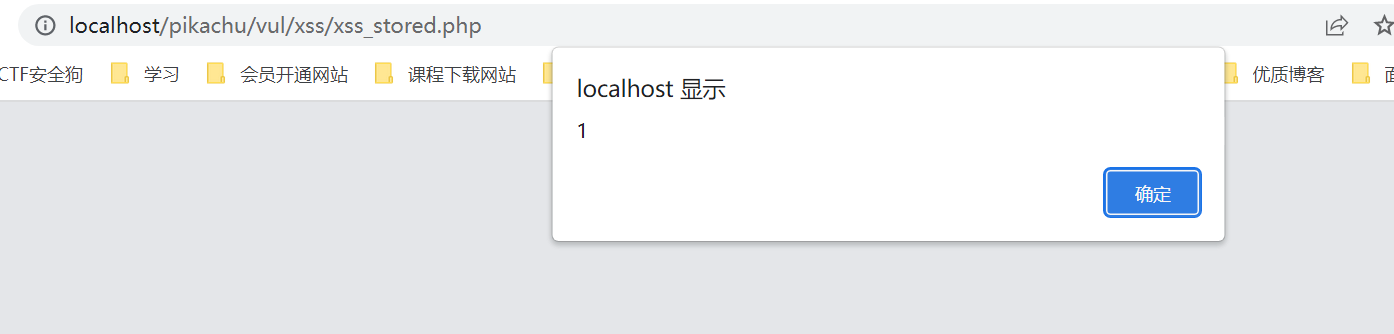 localhost/pikachu/vul/xss/xss_stored.php
CTF安全狗 学习 会员开通网站 课程下载网站 优质博客
localhost 显示
1
确定